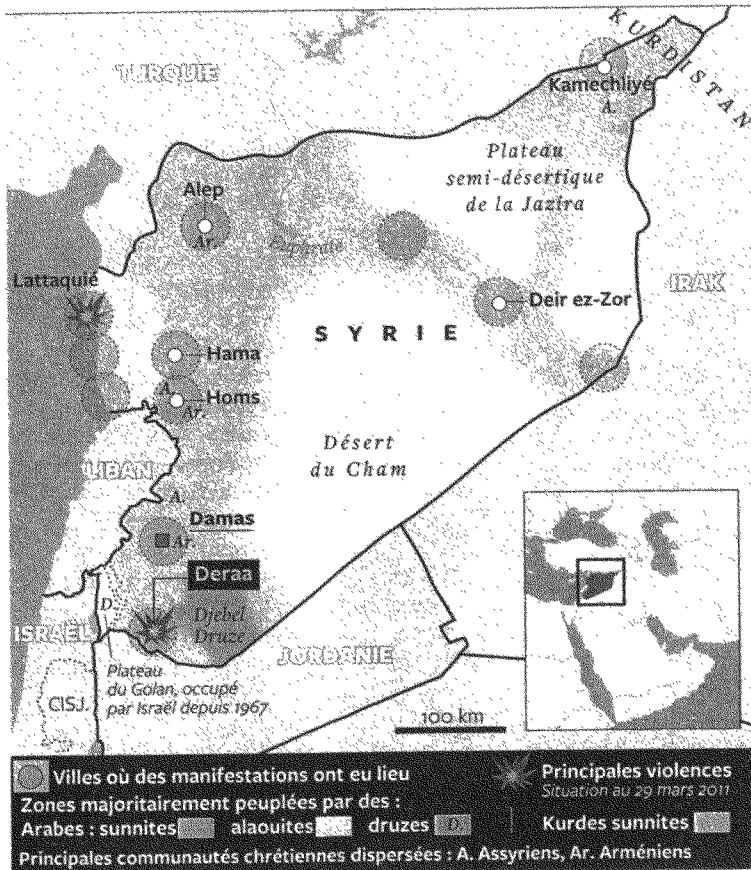 KURDISTAN
TURQUIE
Kamechliyé
A.
Plateau
semi-désertique
de la Jazira
Alep
Ar.
Euphrate
Lattaquié
IRAK
Deir ez-Zor
SYRIE
Hama
A.
Homs
Ar.
Désert
du Cham
LIBAN
A.
Damas
Ar.
Deraa
D.
Djebel
Druze
ISRAËL
JORDANIE
Plateau
du Golan, occupé
par Israël depuis 1967
CISJ.
100 km
Villes où des manifestations ont eu lieu
Principales violences
Situation au 29 mars 2011
Zones majoritairement peuplées par des :
Arabes : sunnites alaouites druzes D. Kurdes sunnites
Principales communautés chrétiennes dispersées : A. Assyriens, Ar. Arméniens